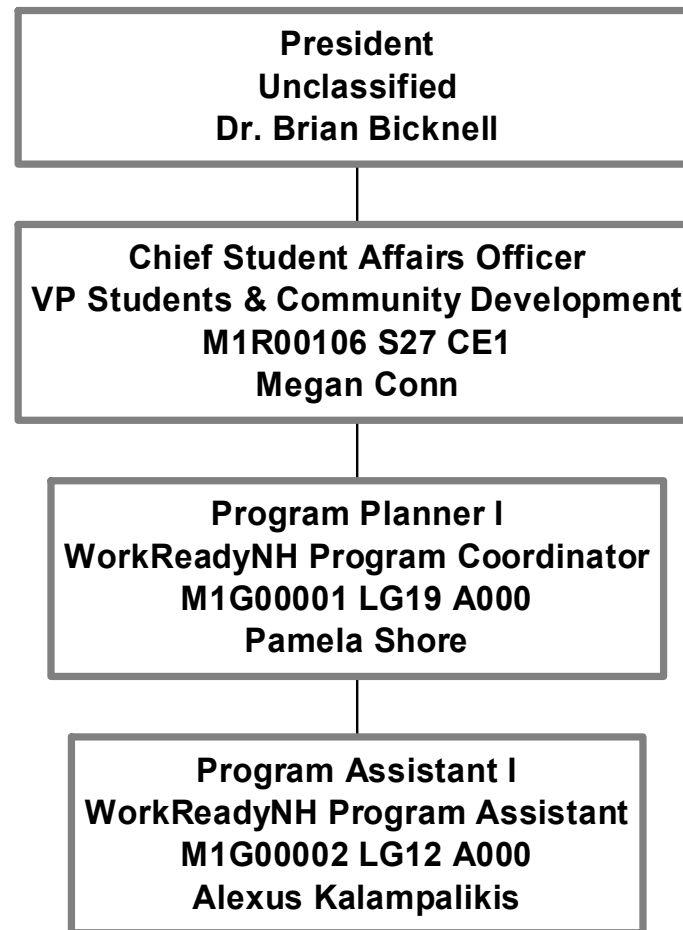 President
Unclassified
Dr. Brian Bicknell
Chief Student Affairs Officer
VP Students & Community Development
M1R00106 S27 CE1
Megan Conn
Program Planner I
WorkReadyNH Program Coordinator
M1G00001 LG19 A000
Pamela Shore
Program Assistant I
WorkReadyNH Program Assistant
M1G00002 LG12 A000
Alexus Kalampalikis